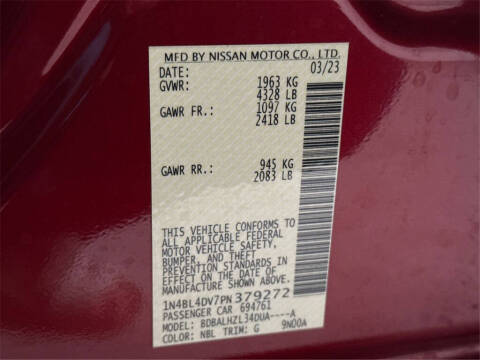 MFD BY NISSAN MOTOR CO., LTD.
DATE: 03/23
GVWR: 1963 KG
4328 LB
GAWR FR.: 1097 KG
2418 LB
GAWR RR.: 945 KG
2083 LB
THIS VEHICLE CONFORMS TO
ALL APPLICABLE FEDERAL
MOTOR VEHICLE SAFETY,
BUMPER, AND THEFT
PREVENTION STANDARDS IN
EFFECT ON THE DATE OF
MANUFACTURE SHOWN ABOVE.
1N4BL4DV7PN379272
PASSENGER CAR 694761
MODEL: BDBALHZL34DUA----A
COLOR: NBL TRIM: G 9N00A